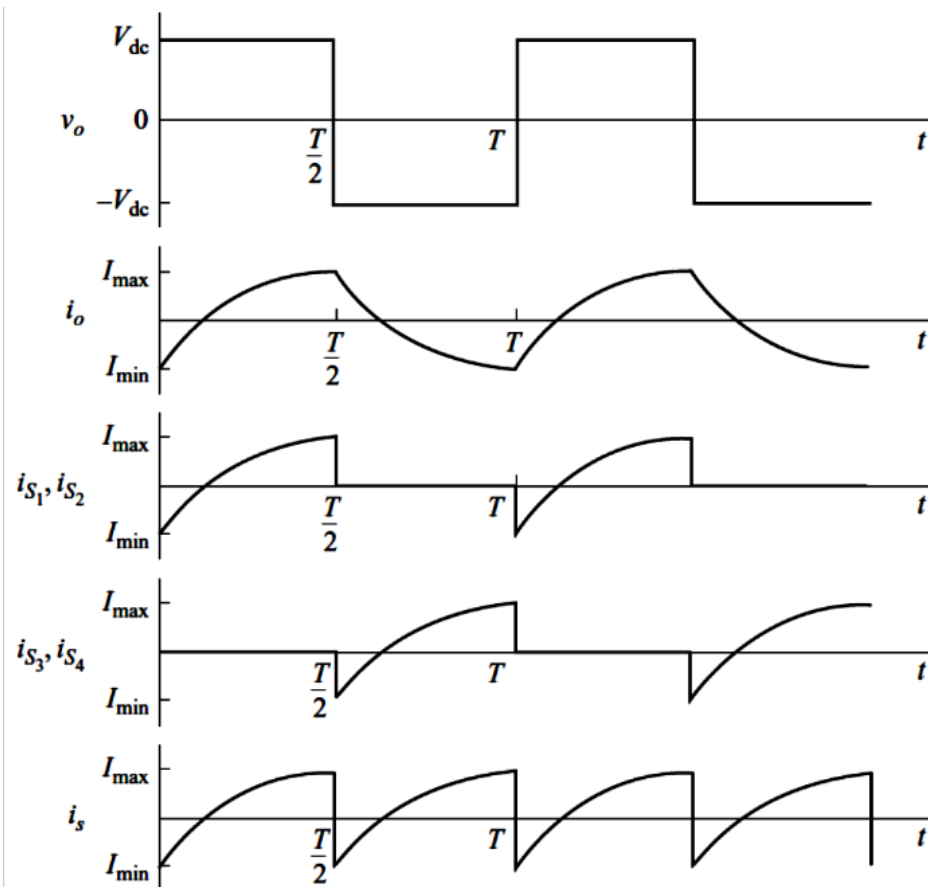 V_dc
v_o 0 T/2 T t
−V_dc
I_max
i_o T/2 T t
I_min
I_max
i_S1, i_S2 T/2 T t
I_min
I_max
i_S3, i_S4 T/2 T t
I_min
I_max
i_s T/2 T t
I_min